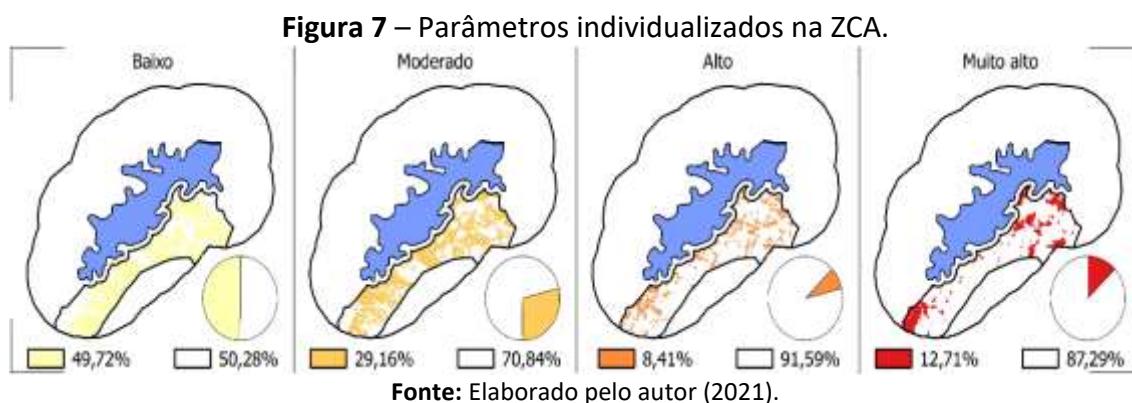 Figura 7 – Parâmetros individualizados na ZCA.
Baixo Moderado Alto Muito alto
49,72% 50,28% 29,16% 70,84% 8,41% 91,59% 12,71% 87,29%
Fonte: Elaborado pelo autor (2021).